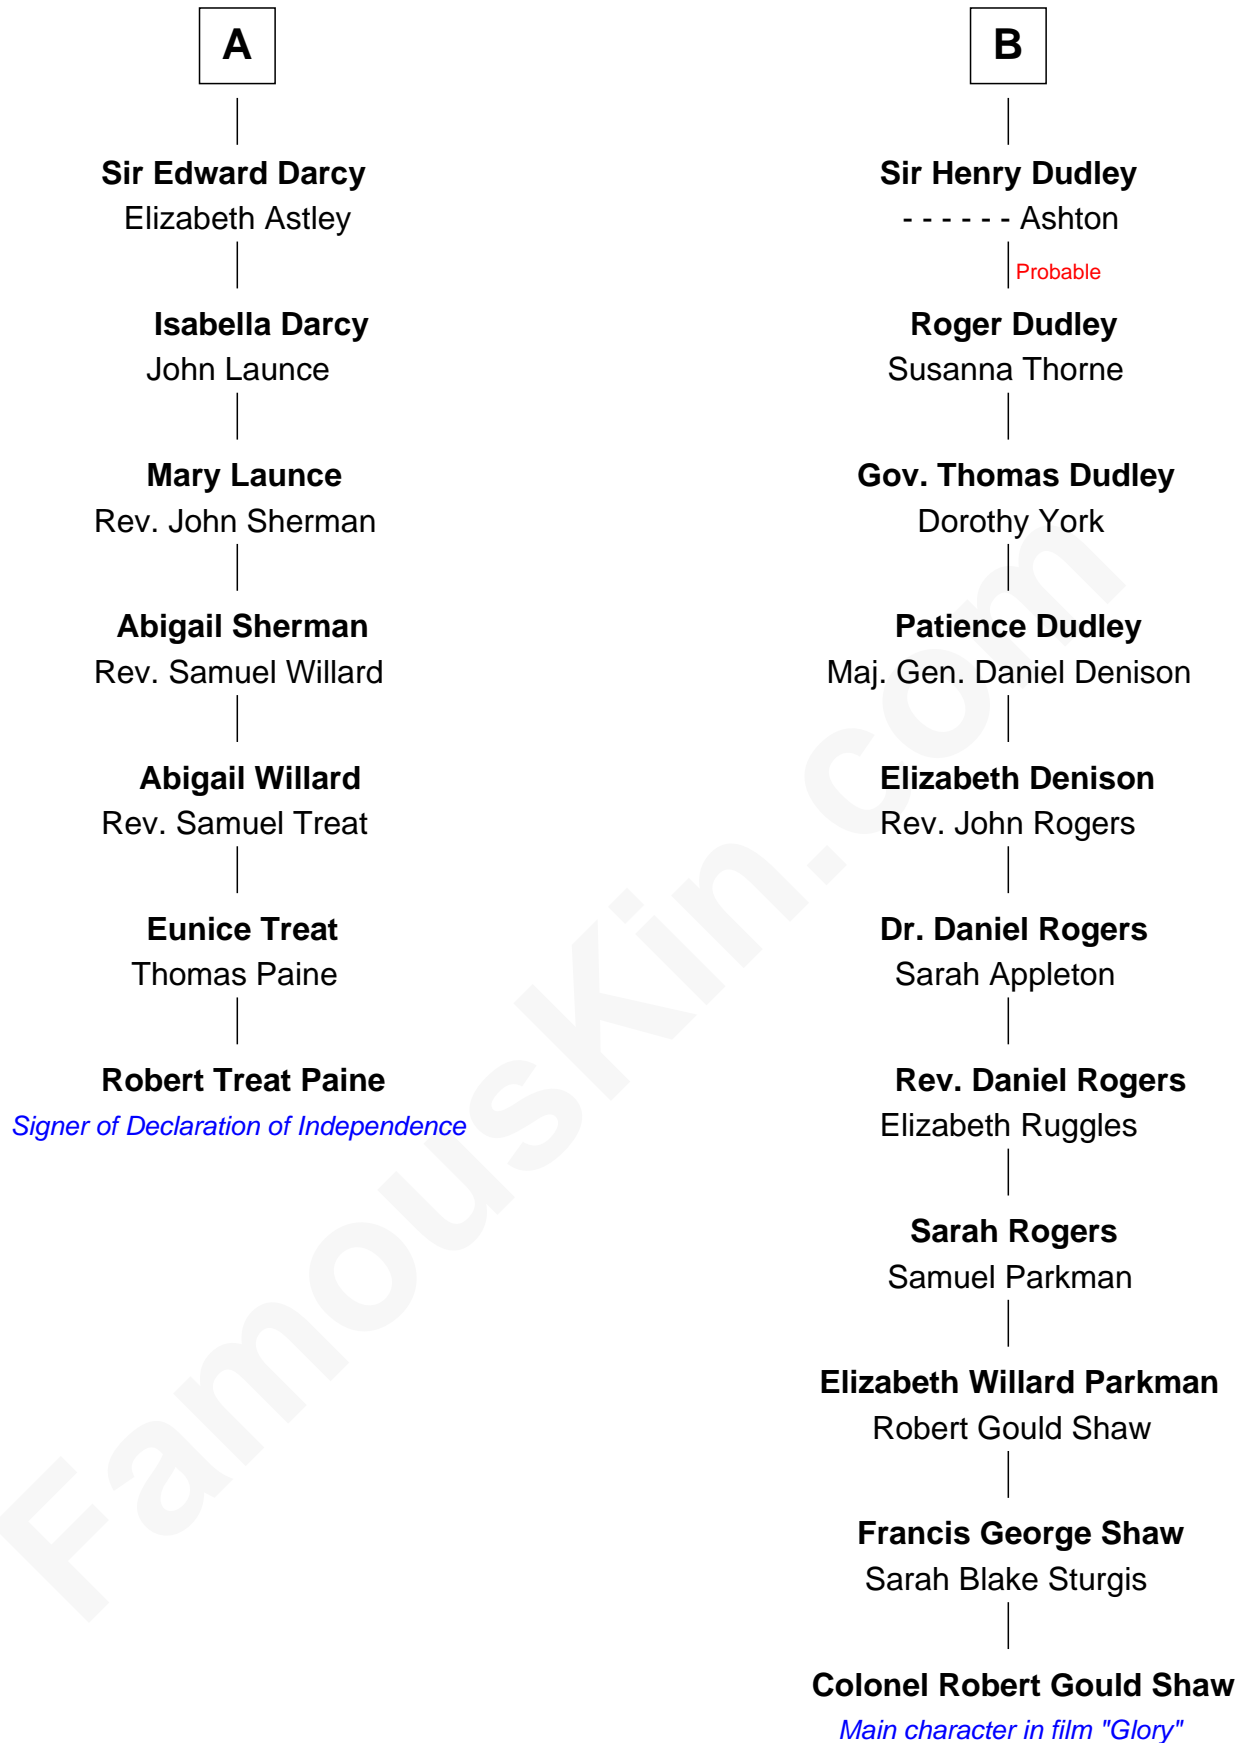 A
Sir Edward Darcy
Elizabeth Astley
Isabella Darcy
John Launce
Mary Launce
Rev. John Sherman
Abigail Sherman
Rev. Samuel Willard
Abigail Willard
Rev. Samuel Treat
Eunice Treat
Thomas Paine
Robert Treat Paine
Signer of Declaration of Independence
B
Sir Henry Dudley
- - - - - - Ashton
Probable
Roger Dudley
Susanna Thorne
Gov. Thomas Dudley
Dorothy York
Patience Dudley
Maj. Gen. Daniel Denison
Elizabeth Denison
Rev. John Rogers
Dr. Daniel Rogers
Sarah Appleton
Rev. Daniel Rogers
Elizabeth Ruggles
Sarah Rogers
Samuel Parkman
Elizabeth Willard Parkman
Robert Gould Shaw
Francis George Shaw
Sarah Blake Sturgis
Colonel Robert Gould Shaw
Main character in film "Glory"
FamousKin.com